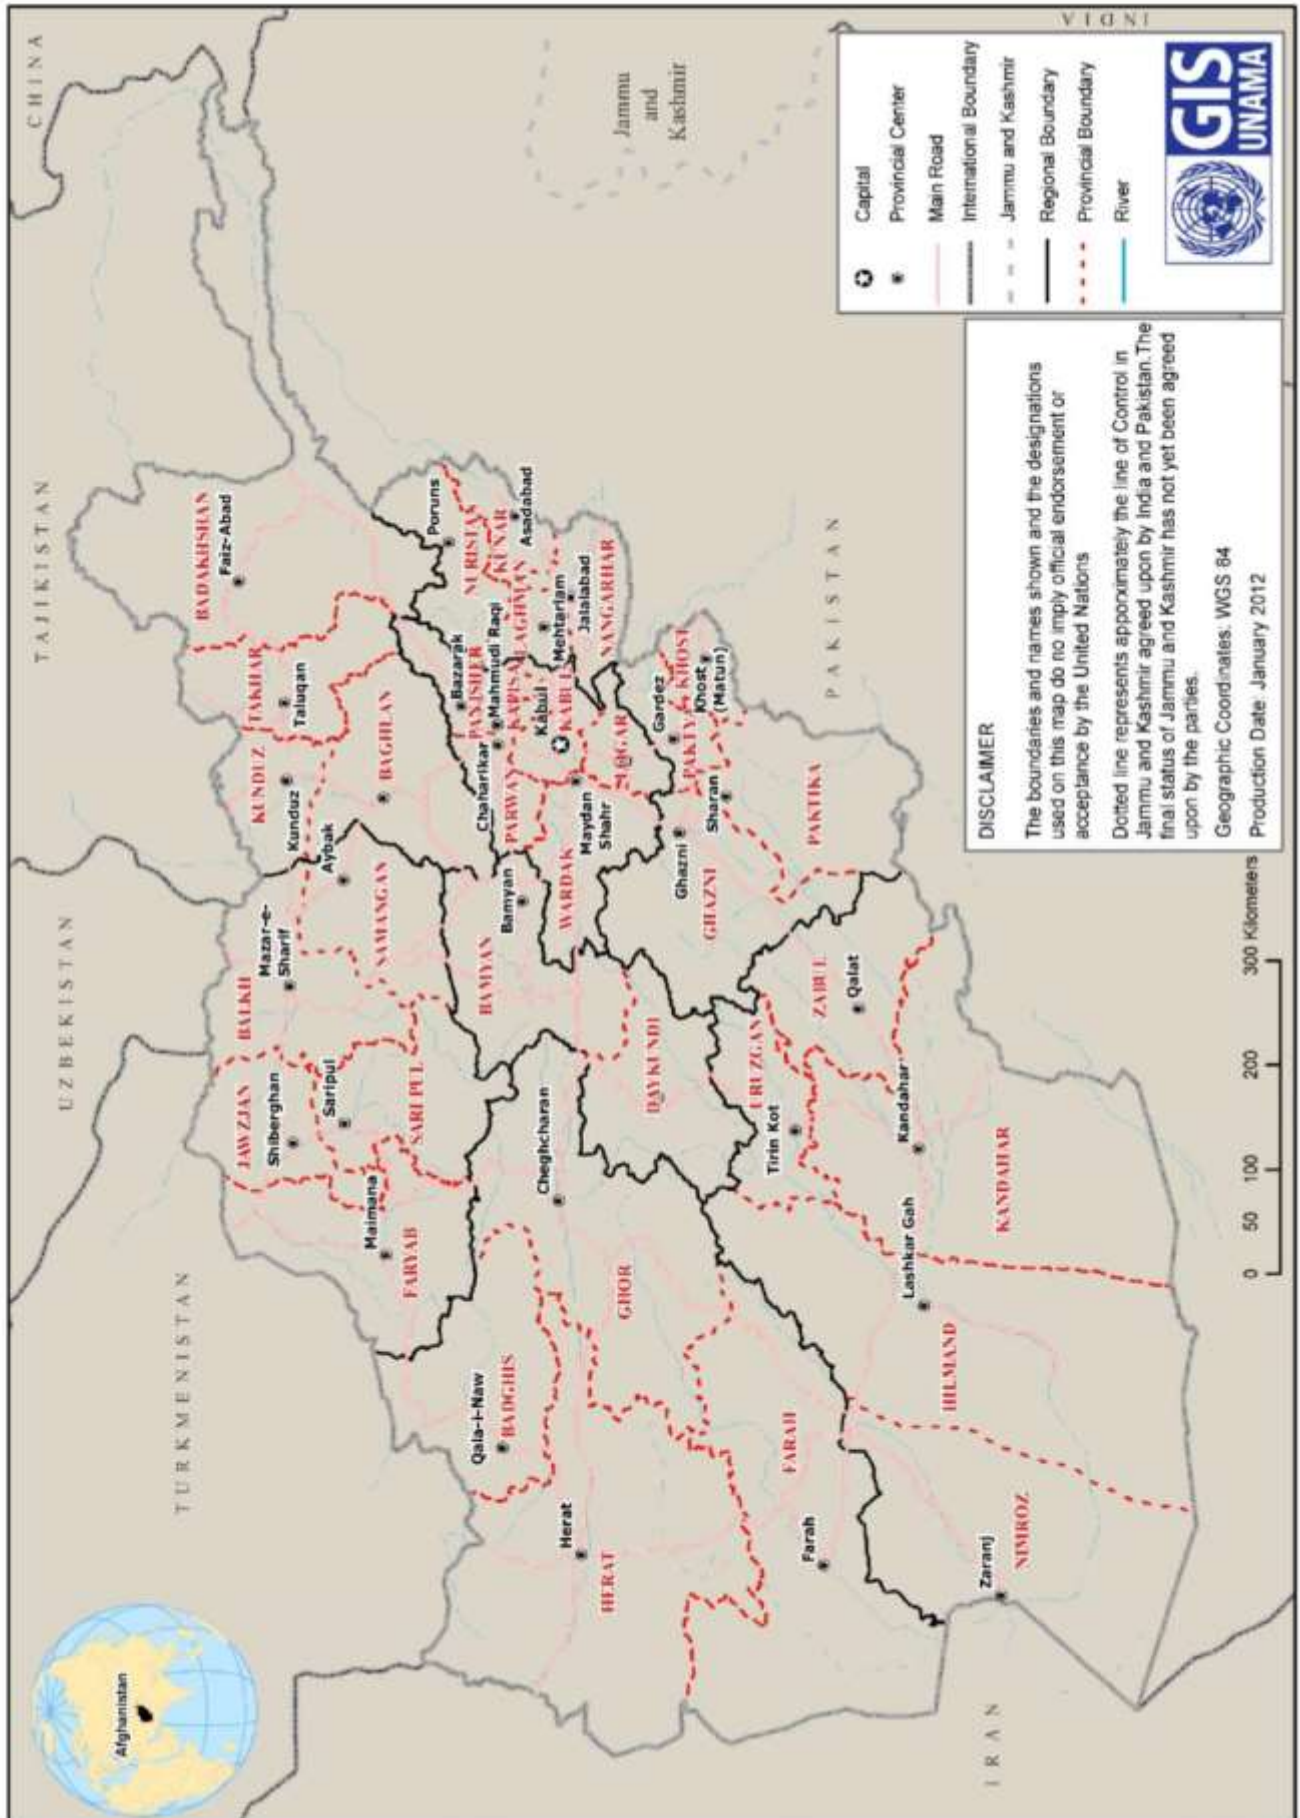 CHINA
TAJIKISTAN
UZBEKISTAN
TURKMENISTAN
IRAN
PAKISTAN
INDIA
Jammu
and
Kashmir
Afghanistan
BADAKHSHAN
Faiz-Abad
TAKHAR
Taluqan
KUNDUZ
Kunduz
BAGHLAN
Aybak
SAMANGAN
BALKH
Mazar-e-
Sharif
JAWZJAN
Shiberghan
Saripul
SARI PUL
Maimana
FARYAB
Qala-i-Naw
BADGHIS
Herat
HERAT
GHOR
Cheghcharan
BAMYAN
Bamyan
DAYKUNDI
WARDAK
Maydan
Shahr
PARWAN
Chaharikar
PANJSHER
Bazarak
Mahmudi Raqi
KAPISA
LAGHMAN
Mehtarlam
NURISTAN
Poruns
KUNAR
Asadabad
NANGARHAR
Jalalabad
Kâbul
KABUL
LOGAR
Gardez
PAKTYA
KHOST
Khost
(Matun)
Sharan
PAKTIKA
Ghazni
GHAZNI
ZABUL
Qalat
URUZGAN
Tirin Kot
Kandahar
KANDAHAR
Lashkar Gah
HILMAND
FARAH
Farah
NIMROZ
Zaranj
0 50 100 200 300 Kilometers
DISCLAIMER
The boundaries and names shown and the designations
used on this map do no imply official endorsement or
acceptance by the United Nations
Dotted line represents apporximately the line of Control in
Jammu and Kashmir agreed upon by India and Pakistan.The
final status of Jammu and Kashmir has not yet been agreed
upon by the parties.
Geographic Coordinates: WGS 84
Production Date: January 2012
Capital
Provincial Center
Main Road
International Boundary
Jammu and Kashmir
Regional Boundary
Provincial Boundary
River
GIS
UNAMA